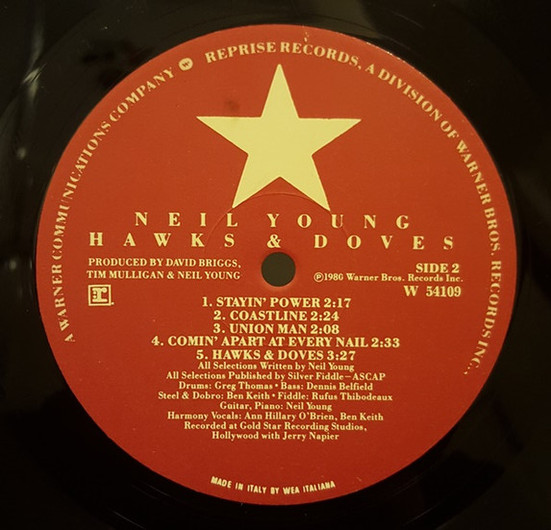 A WARNER COMMUNICATIONS COMPANY W REPRISE RECORDS, A DIVISION OF WARNER BROS. RECORDS INC.,
NEIL YOUNG
HAWKS & DOVES
PRODUCED BY DAVID BRIGGS,
TIM MULLIGAN & NEIL YOUNG
r:
SIDE 2
℗1980 Warner Bros. Records Inc.
W 54109
1. STAYIN' POWER 2:17
2. COASTLINE 2:24
3. UNION MAN 2:08
4. COMIN' APART AT EVERY NAIL 2:33
5. HAWKS & DOVES 3:27
All Selections Written by Neil Young
All Selections Published by Silver Fiddle—ASCAP
Drums: Greg Thomas • Bass: Dennis Belfield
Steel & Dobro: Ben Keith • Fiddle: Rufus Thibodeaux
Guitar, Piano: Neil Young
Harmony Vocals: Ann Hillary O'Brien, Ben Keith
Recorded at Gold Star Recording Studios,
Hollywood with Jerry Napier
MADE IN ITALY BY WEA ITALIANA